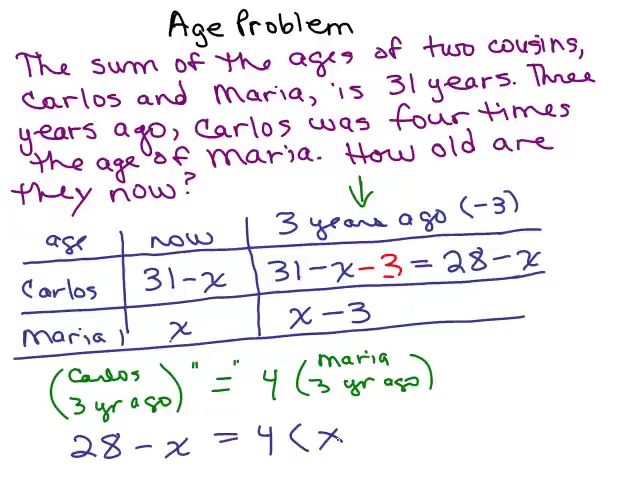 Age Problem
The sum of the ages of two cousins,
Carlos and Maria, is 31 years. Three
years ago, Carlos was four times
the age of Maria. How old are
they now?
age now 3 years ago (-3)
Carlos 31-x 31-x-3 = 28-x
Maria x x-3
(Carlos 3 yr ago) "=" 4 (Maria 3 yr ago)
28-x = 4(x